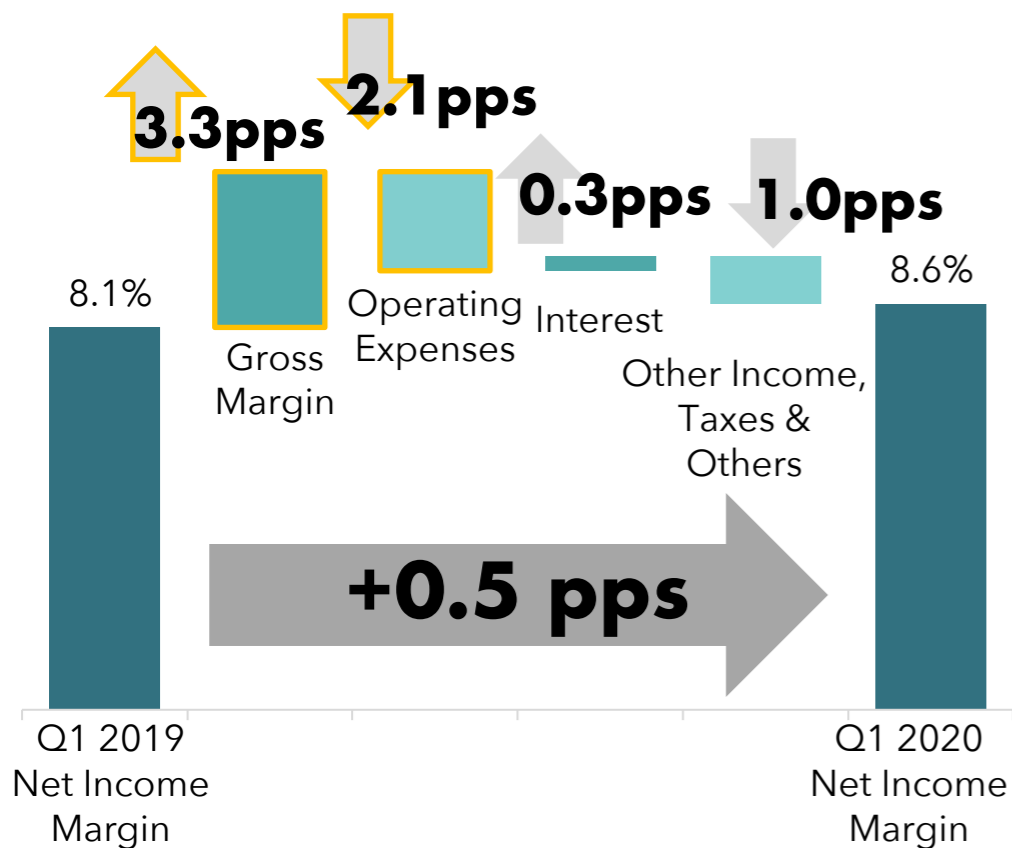 3.3pps
2.1pps
0.3pps
1.0pps
8.1%
Gross
Margin
Operating
Expenses
Interest
Other Income,
Taxes &
Others
8.6%
+0.5 pps
Q1 2019
Net Income
Margin
Q1 2020
Net Income
Margin